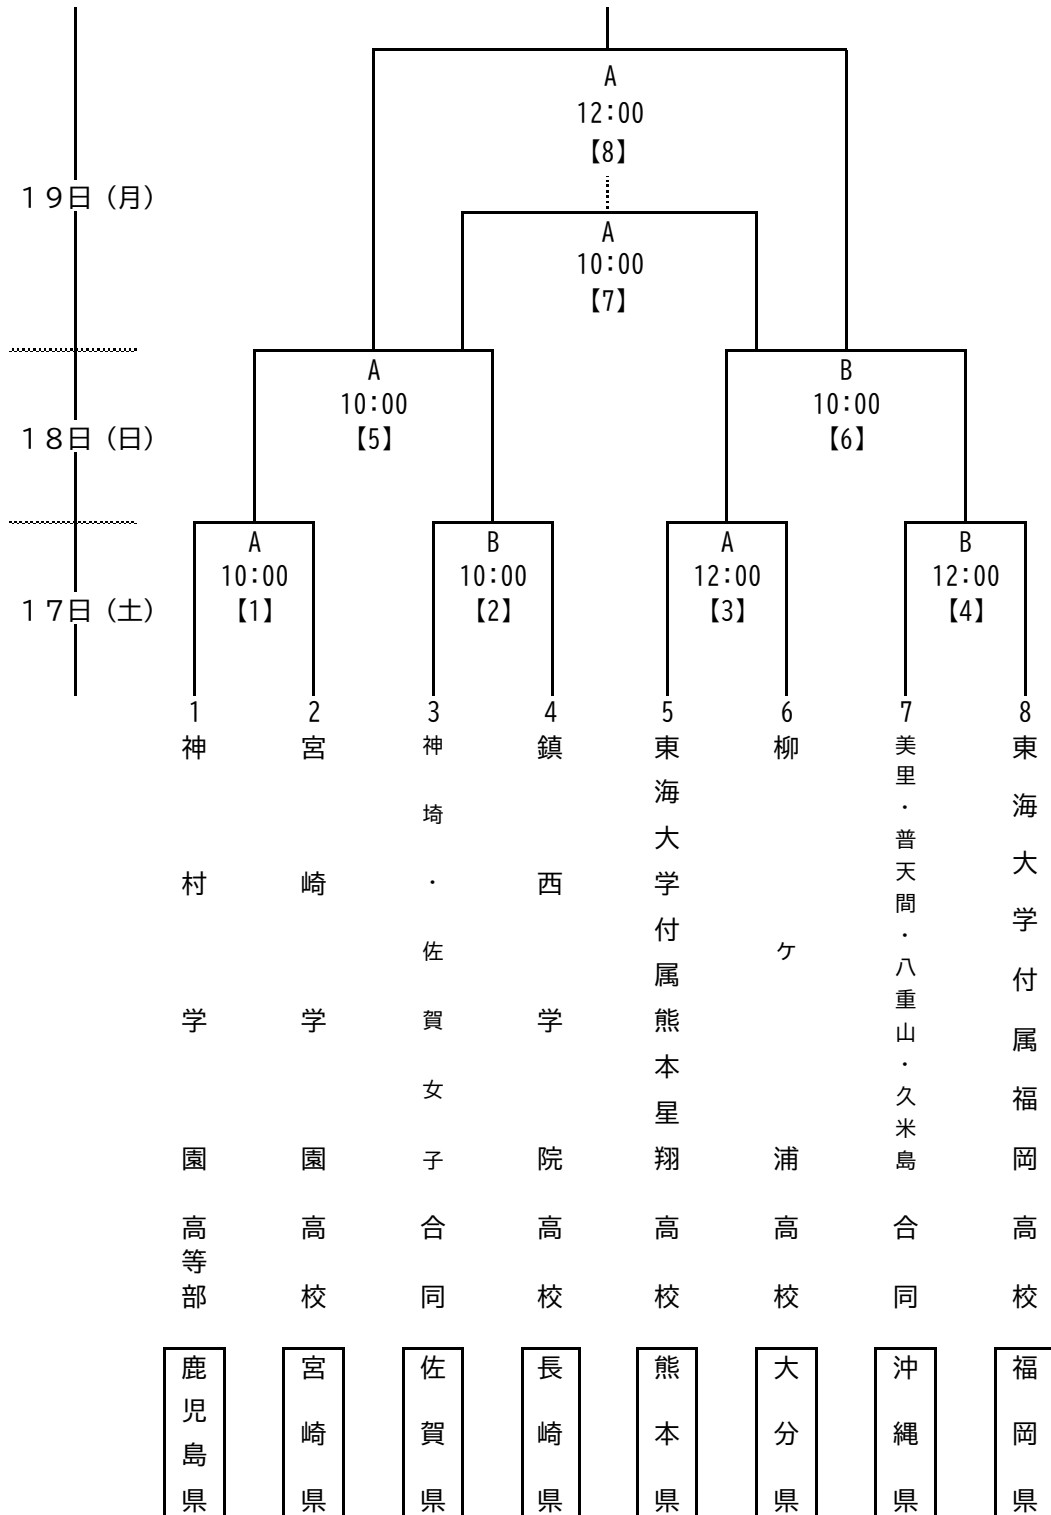 A
12:00
【8】
19日（月）
A
10:00
【7】
A
10:00
【5】
B
10:00
【6】
18日（日）
A
10:00
【1】
B
10:00
【2】
A
12:00
【3】
B
12:00
【4】
17日（土）
1
神村学園高等部
鹿児島県
2
宮崎学園高校
宮崎県
3
神埼・佐賀女子合同
佐賀県
4
鎮西学院高校
長崎県
5
東海大学付属熊本星翔高校
熊本県
6
柳ケ浦高校
大分県
7
美里・普天間・八重山・久米島合同
沖縄県
8
東海大学付属福岡高校
福岡県